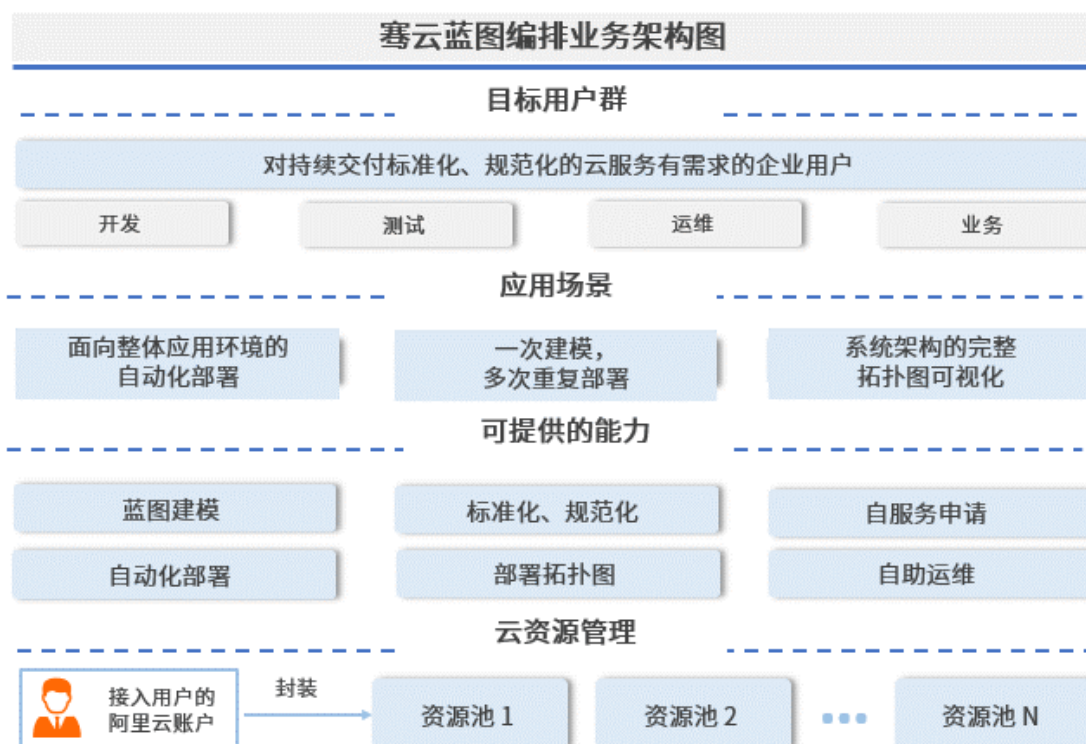 骞云蓝图编排业务架构图
目标用户群
对持续交付标准化、规范化的云服务有需求的企业用户
开发
测试
运维
业务
应用场景
面向整体应用环境的
自动化部署
一次建模，
多次重复部署
系统架构的完整
拓扑图可视化
可提供的能力
蓝图建模
标准化、规范化
自服务申请
自动化部署
部署拓扑图
自助运维
云资源管理
接入用户的
阿里云账户
封装
资源池 1
资源池 2
资源池 N